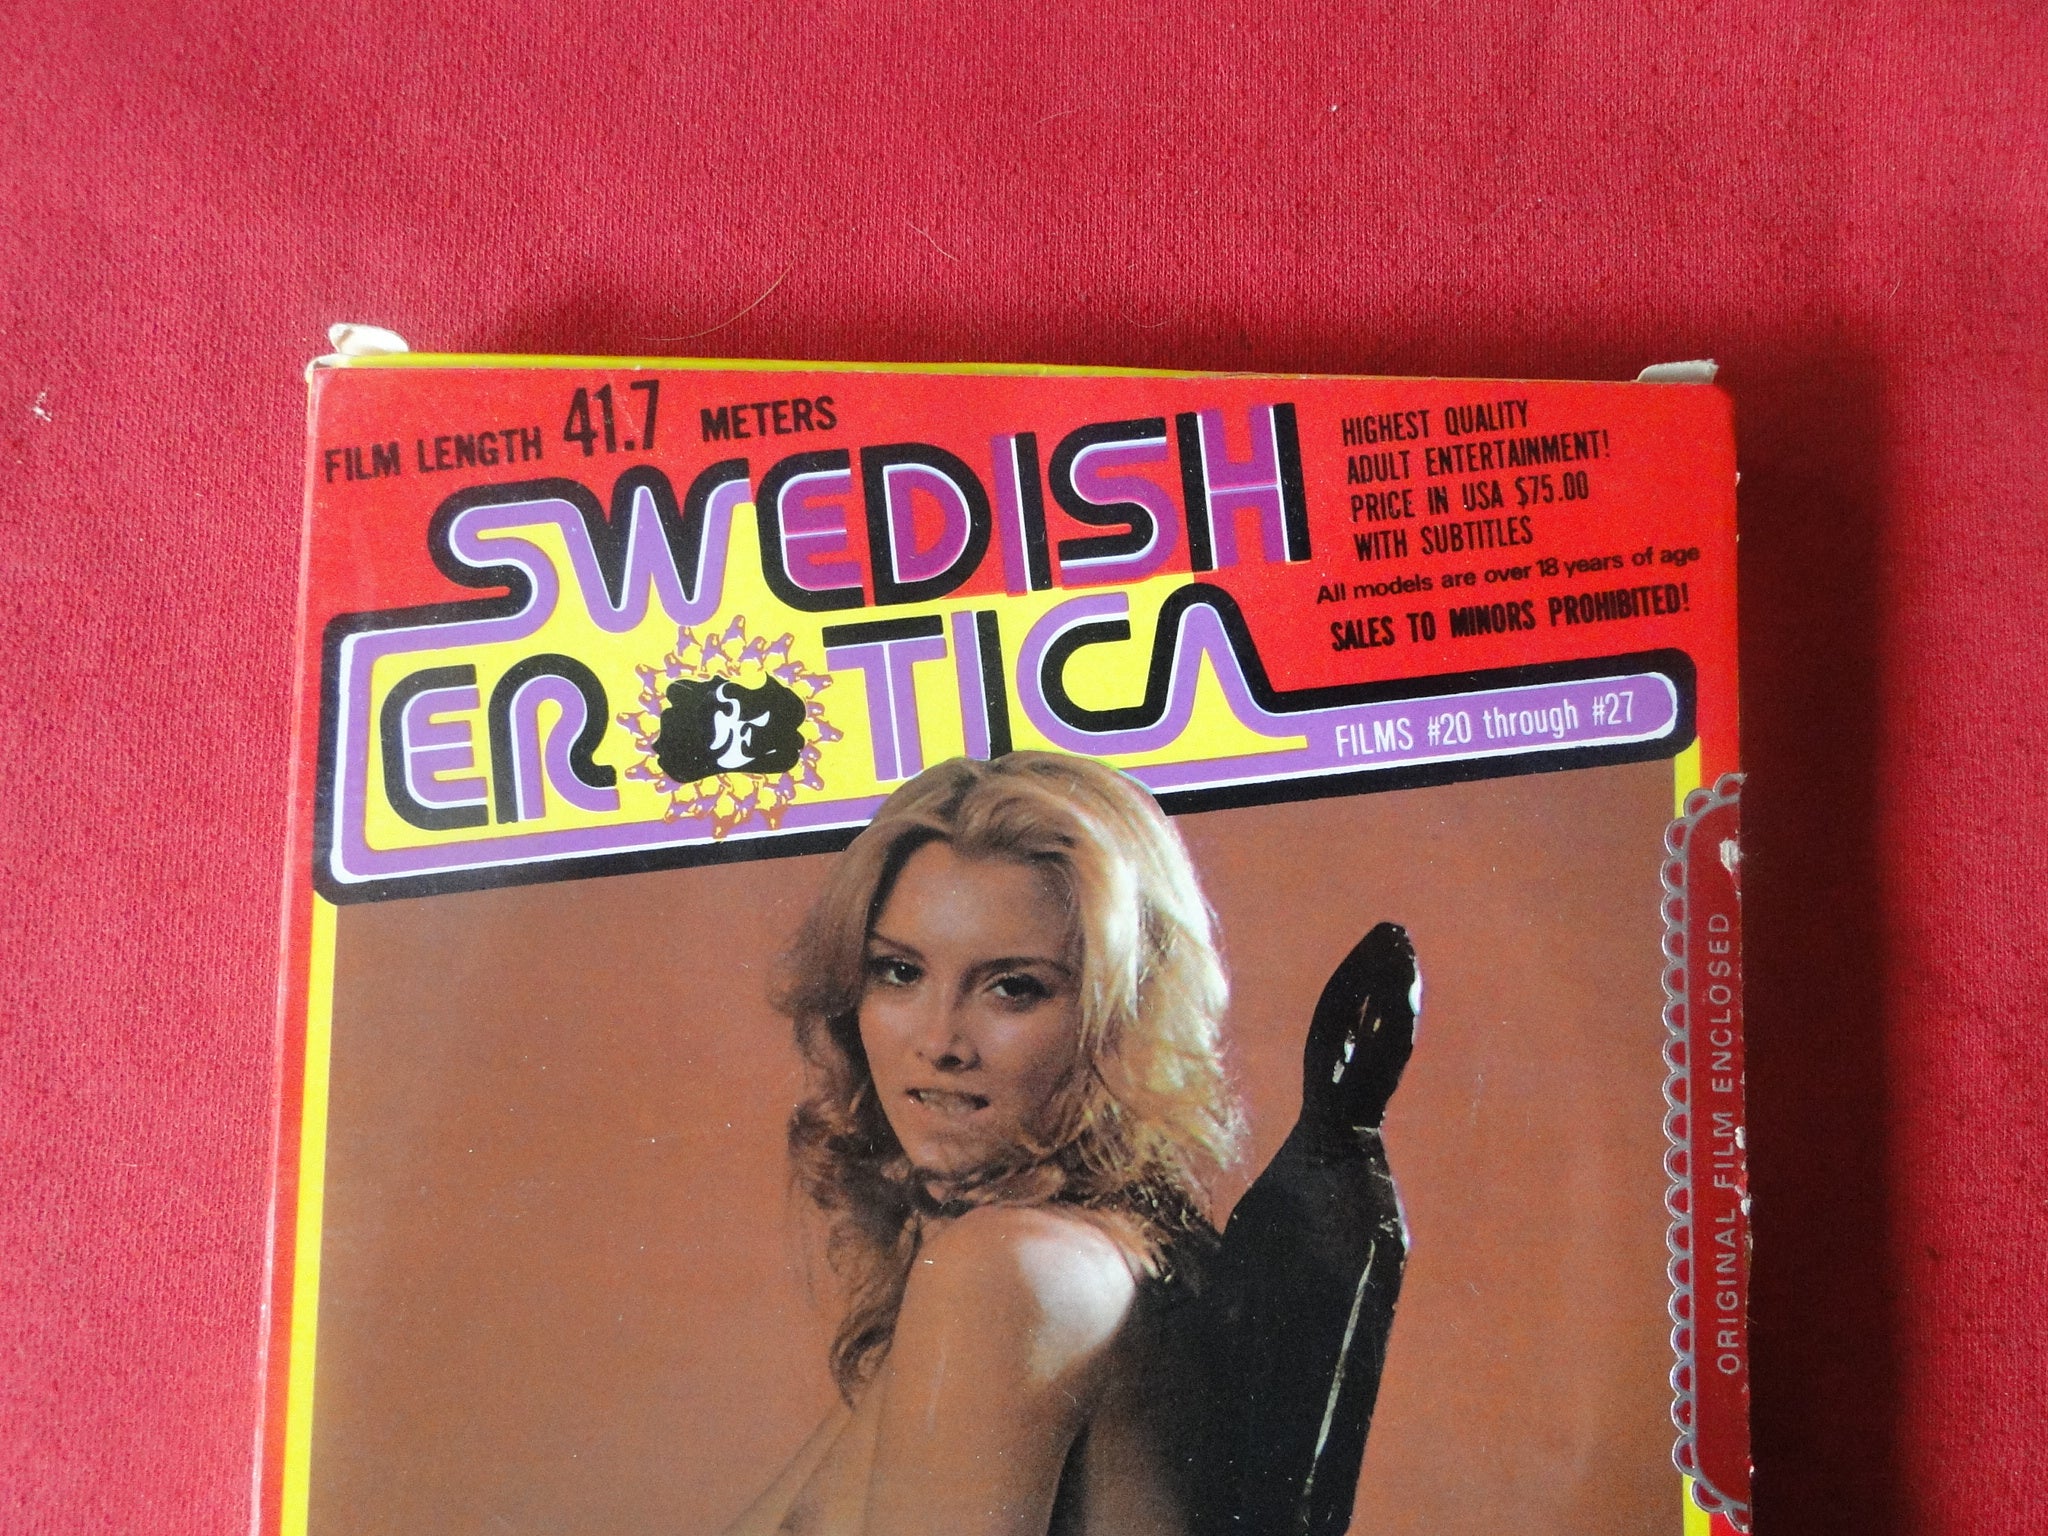 FILM LENGTH 41.7 METERS
SWEDISH
EROTICA
HIGHEST QUALITY
ADULT ENTERTAINMENT!
PRICE IN USA $75.00
WITH SUBTITLES
All models are over 18 years of age
SALES TO MINORS PROHIBITED!
FILMS #20 through #27
ORIGINAL FILM ENCLOSED